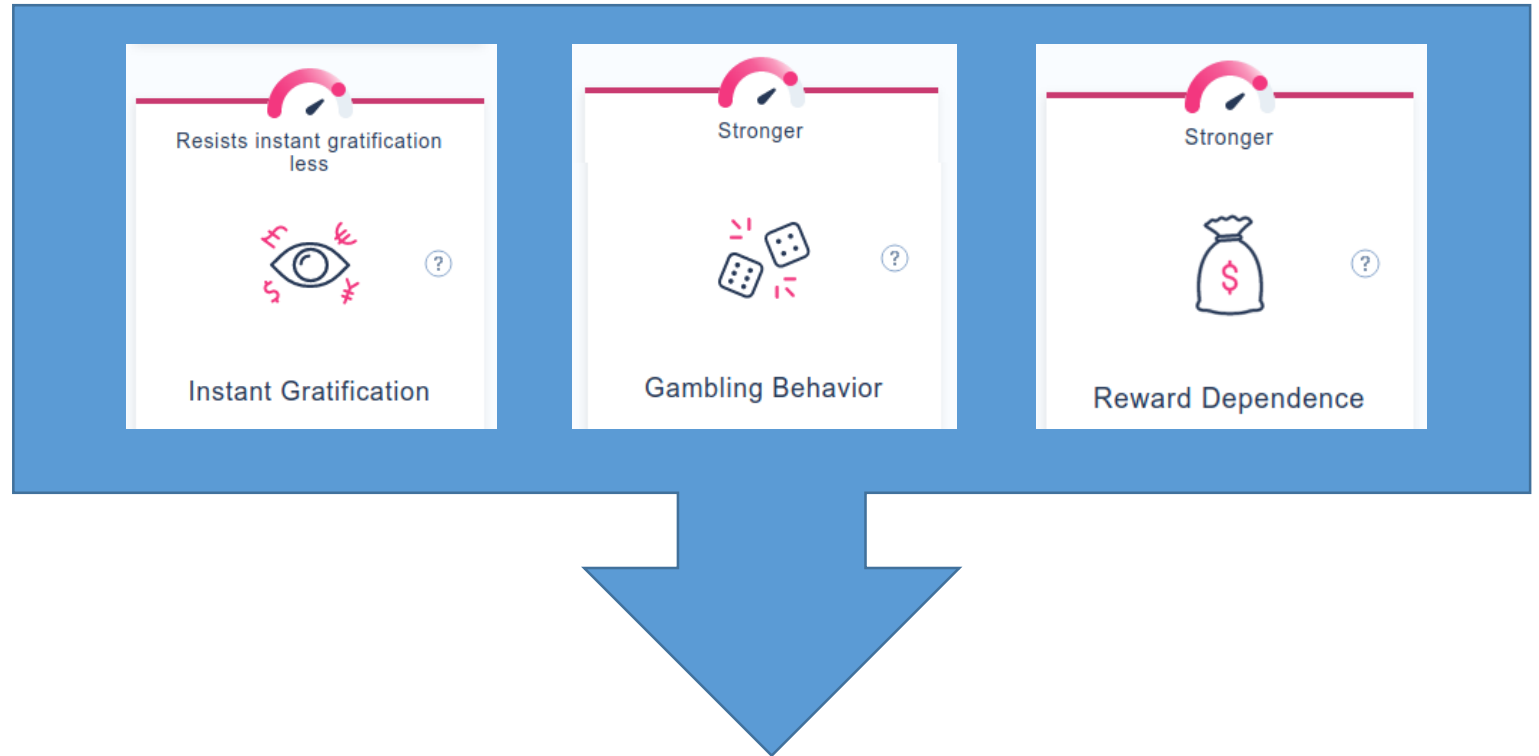 Resists instant gratification
less
?
Instant Gratification
Stronger
?
Gambling Behavior
Stronger
$
?
Reward Dependence